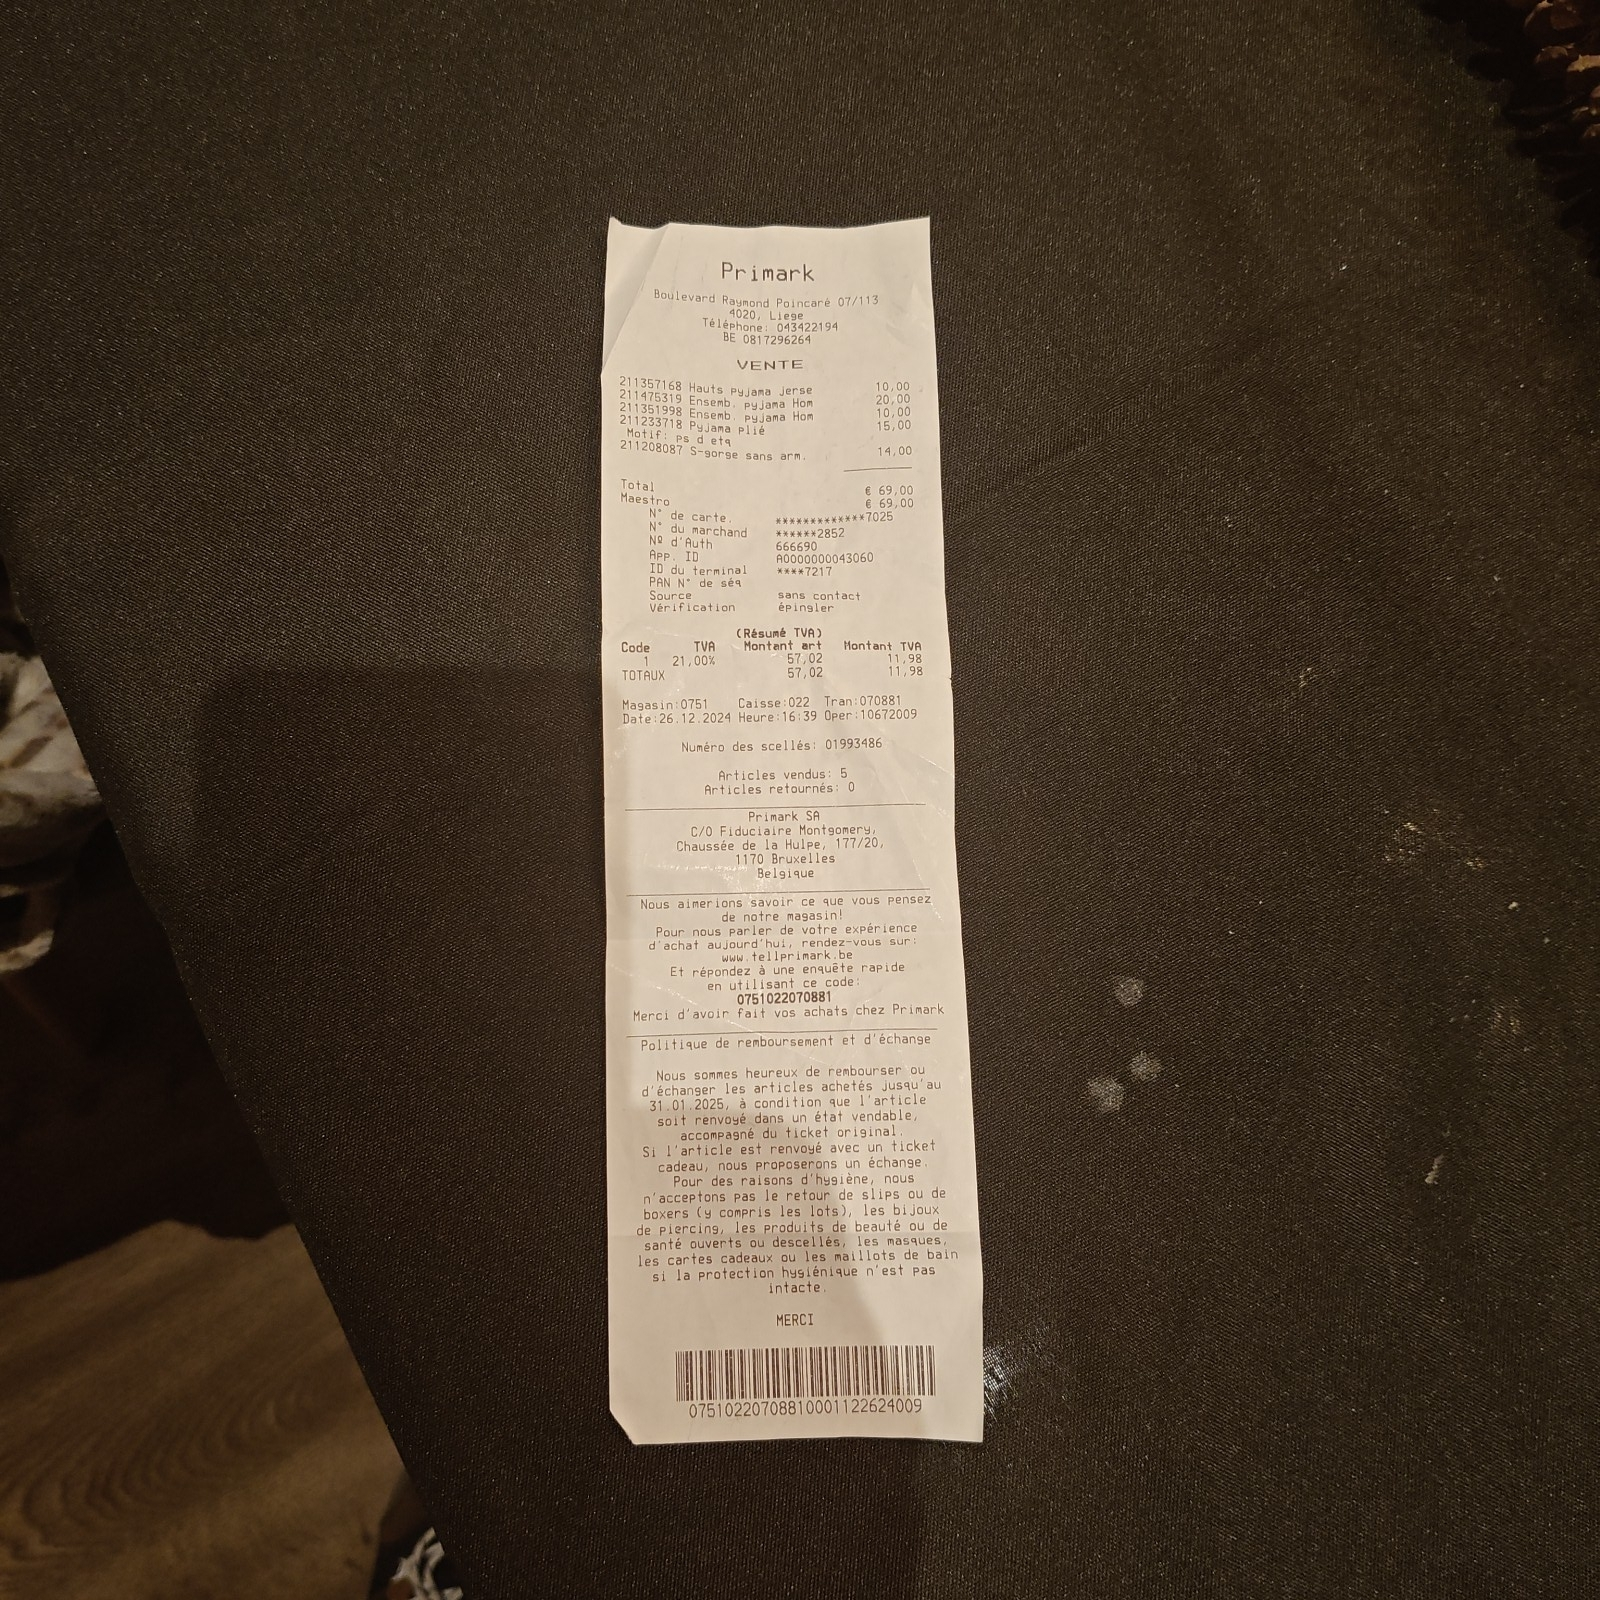 Primark
Boulevard Raymond Poincaré 07/113
4020, Liege
Téléphone: 043422194
BE 0817296264
VENTE
211357168 Hauts pyjama jerse 10,00
211475319 Ensemb. pyjama Hom 20,00
211351998 Ensemb. pyjama Hom 10,00
211233718 Pyjama plié 15,00
Motif: ps d etq
211208087 S-gorge sans arm. 14,00
Total € 69,00
Maestro € 69,00
N° de carte. *************7025
N° du marchand ******2852
Nº d'Auth 666690
App. ID A0000000043060
ID du terminal ****7217
PAN N° de séq
Source sans contact
Vérification épingler
(Résumé TVA)
Code TVA Montant art Montant TVA
1 21,00% 57,02 11,98
TOTAUX 57,02 11,98
Magasin:0751 Caisse:022 Tran:070881
Date:26.12.2024 Heure:16:39 Oper:10672009
Numéro des scellés: 01993486
Articles vendus: 5
Articles retournés: 0
Primark SA
C/O Fiduciaire Montgomery,
Chaussée de la Hulpe, 177/20,
1170 Bruxelles
Belgique
Nous aimerions savoir ce que vous pensez
de notre magasin!
Pour nous parler de votre expérience
d'achat aujourd'hui, rendez-vous sur:
www.tellprimark.be
Et répondez à une enquête rapide
en utilisant ce code:
0751022070881
Merci d'avoir fait vos achats chez Primark
Politique de remboursement et d'échange
Nous sommes heureux de rembourser ou
d'échanger les articles achetés jusqu'au
31.01.2025, à condition que l'article
soit renvoyé dans un état vendable,
accompagné du ticket original.
Si l'article est renvoyé avec un ticket
cadeau, nous proposerons un échange.
Pour des raisons d'hygiène, nous
n'acceptons pas le retour de slips ou de
boxers (y compris les lots), les bijoux
de piercing, les produits de beauté ou de
santé ouverts ou descellés, les masques,
les cartes cadeaux ou les maillots de bain
si la protection hygiénique n'est pas
intacte.
MERCI
07510220708810001122624009